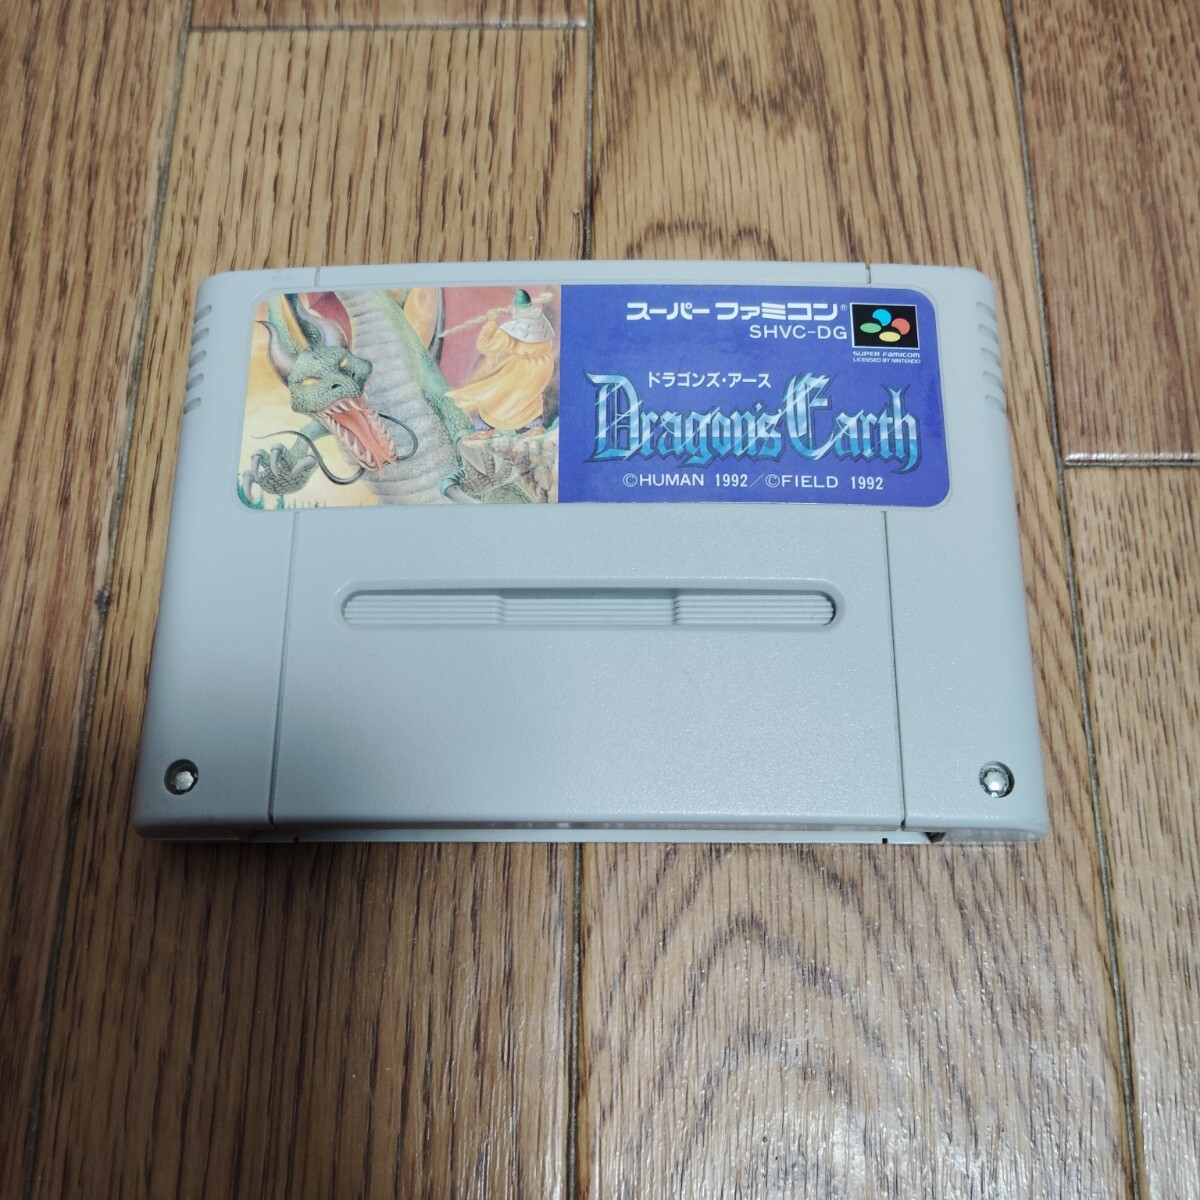 スーパーファミコン®
SHVC-DG
SUPER FAMICOM
LICENSED BY NINTENDO
ドラゴンズ・アース
Dragon's Earth
©HUMAN 1992/©FIELD 1992